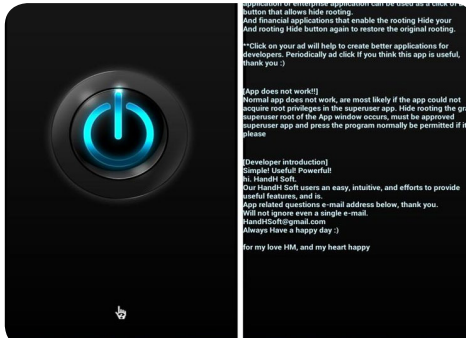 application or enterprise application can be used as a click of a
button that allows hide rooting.
And financial applications that enable the rooting Hide your
And rooting Hide button again to restore the original rooting.
**Click on your ad will help to create better applications for
developers. Periodically ad click If you think this app is useful,
thank you :)
[App does not work!!]
Normal app does not work, are most likely if the app could not
acquire root privileges in the superuser app. Hide rooting the gra
superuser root of the App window occurs, must be approved
superuser app and press the program normally be permitted if it
please
[Developer introduction]
Simple! Useful! Powerful!
hi. HandH Soft.
Our HandH Soft users an easy, intuitive, and efforts to provide
useful features, and is.
App related questions e-mail address below, thank you.
Will not ignore even a single e-mail.
HandHSoft@gmail.com
Always Have a happy day :)
for my love HM, and my heart happy